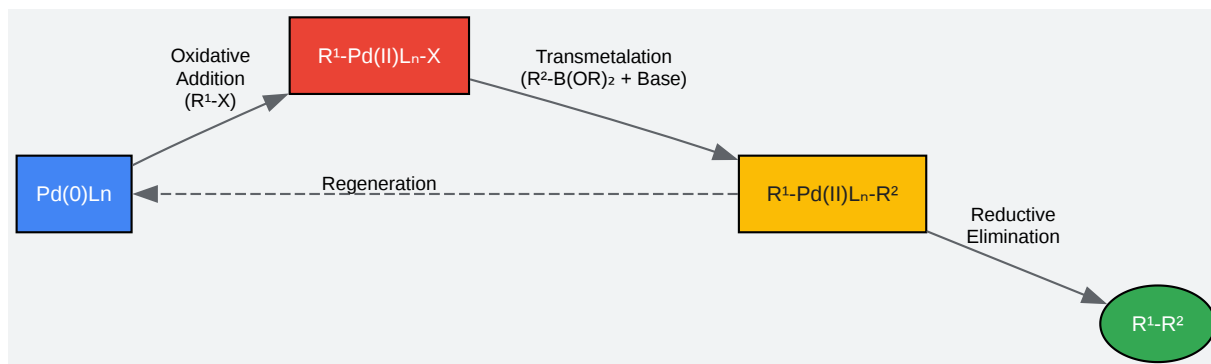 R¹-Pd(II)Lₙ-X
Oxidative
Addition
(R¹-X)
Transmetalation
(R²-B(OR)₂ + Base)
Pd(0)Ln
Regeneration
R¹-Pd(II)Lₙ-R²
Reductive
Elimination
R¹-R²